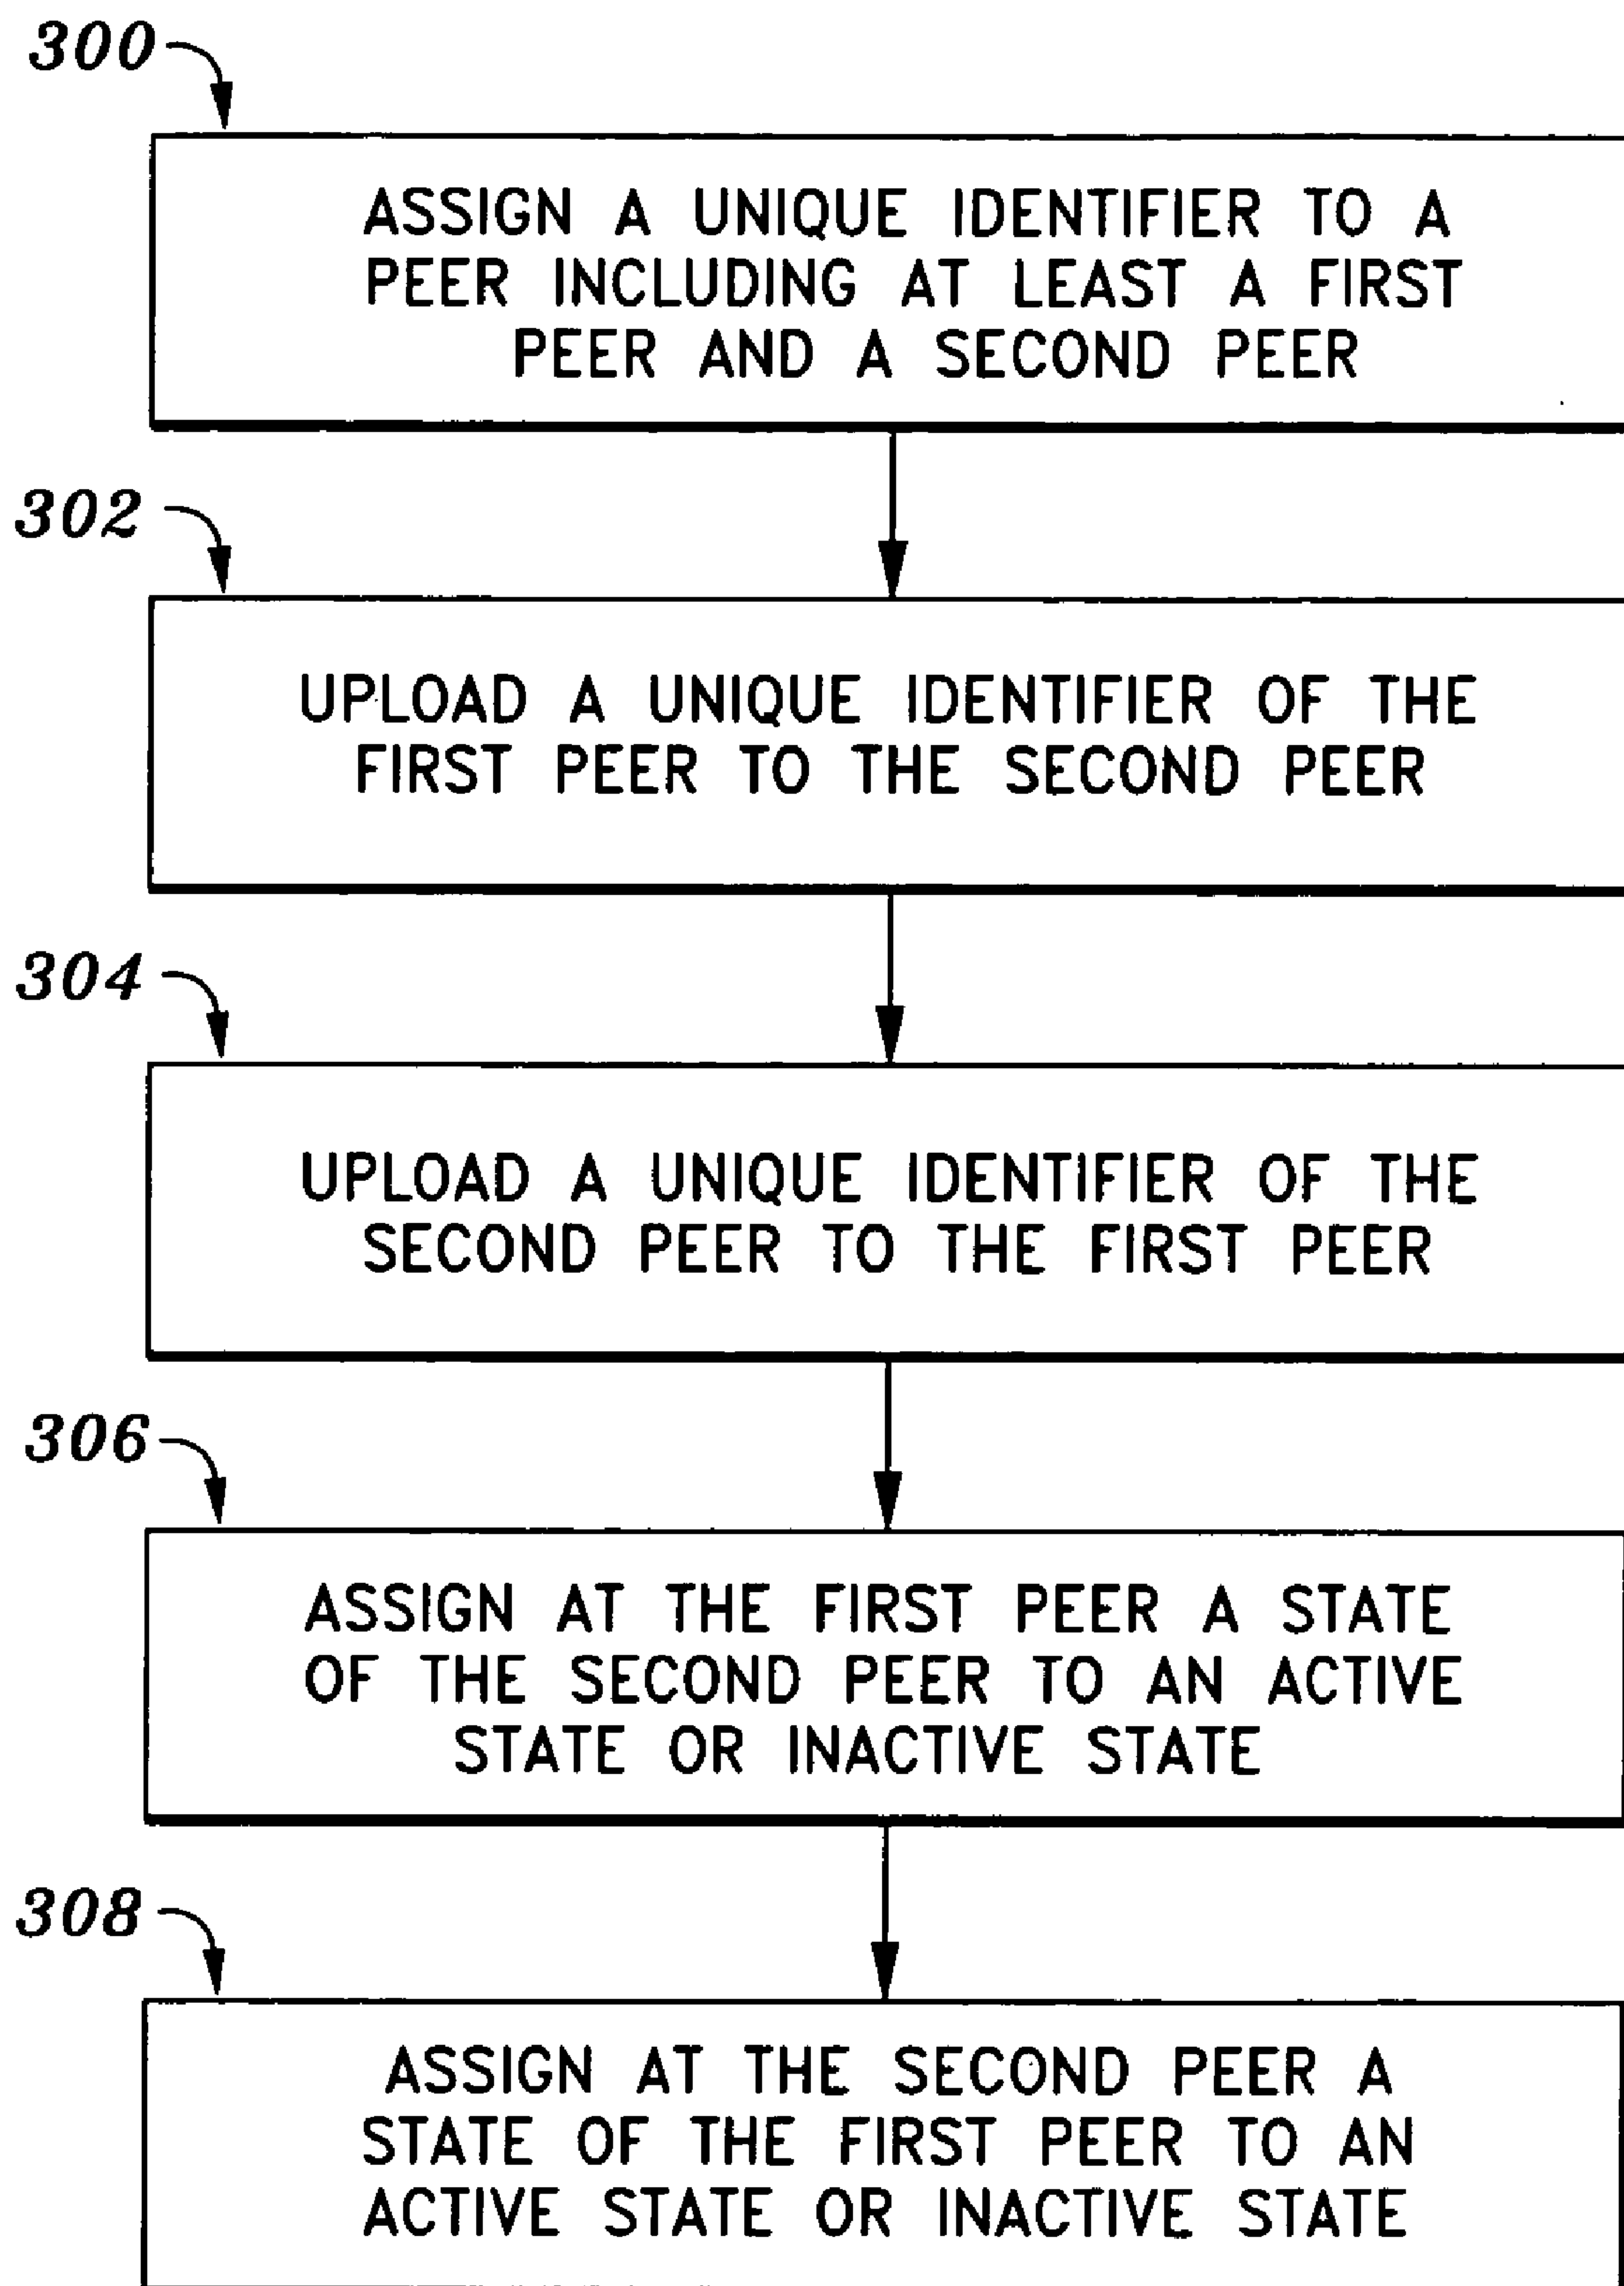 300
ASSIGN A UNIQUE IDENTIFIER TO A
PEER INCLUDING AT LEAST A FIRST
PEER AND A SECOND PEER
302
UPLOAD A UNIQUE IDENTIFIER OF THE
FIRST PEER TO THE SECOND PEER
304
UPLOAD A UNIQUE IDENTIFIER OF THE
SECOND PEER TO THE FIRST PEER
306
ASSIGN AT THE FIRST PEER A STATE
OF THE SECOND PEER TO AN ACTIVE
STATE OR INACTIVE STATE
308
ASSIGN AT THE SECOND PEER A
STATE OF THE FIRST PEER TO AN
ACTIVE STATE OR INACTIVE STATE